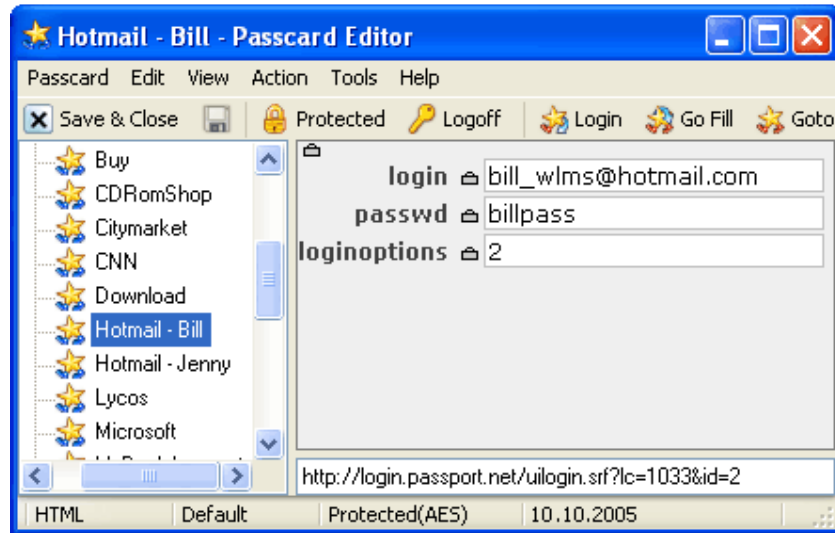 Hotmail - Bill - Passcard Editor
Passcard Edit View Action Tools Help
Save & Close Protected Logoff Login Go Fill Goto
Buy
CDRomShop
Citymarket
CNN
Download
Hotmail - Bill
Hotmail - Jenny
Lycos
Microsoft
login bill_wlms@hotmail.com
passwd billpass
loginoptions 2
http://login.passport.net/uilogin.srf?lc=1033&id=2
HTML Default Protected(AES) 10.10.2005